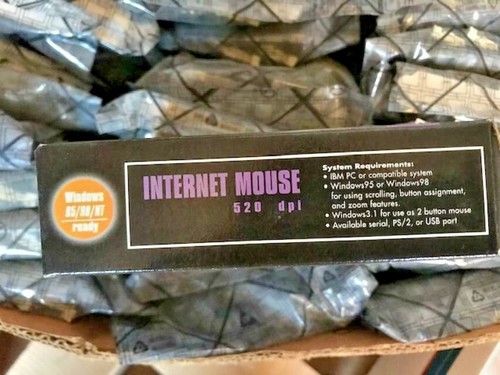 Windows
95/98/NT
ready
INTERNET MOUSE
520 dpi
System Requirements:
• IBM PC or compatible system
• Windows95 or Windows98
for using scrolling, button assignment,
and zoom features.
• Windows3.1 for use as 2 button mouse
• Available serial, PS/2, or USB port